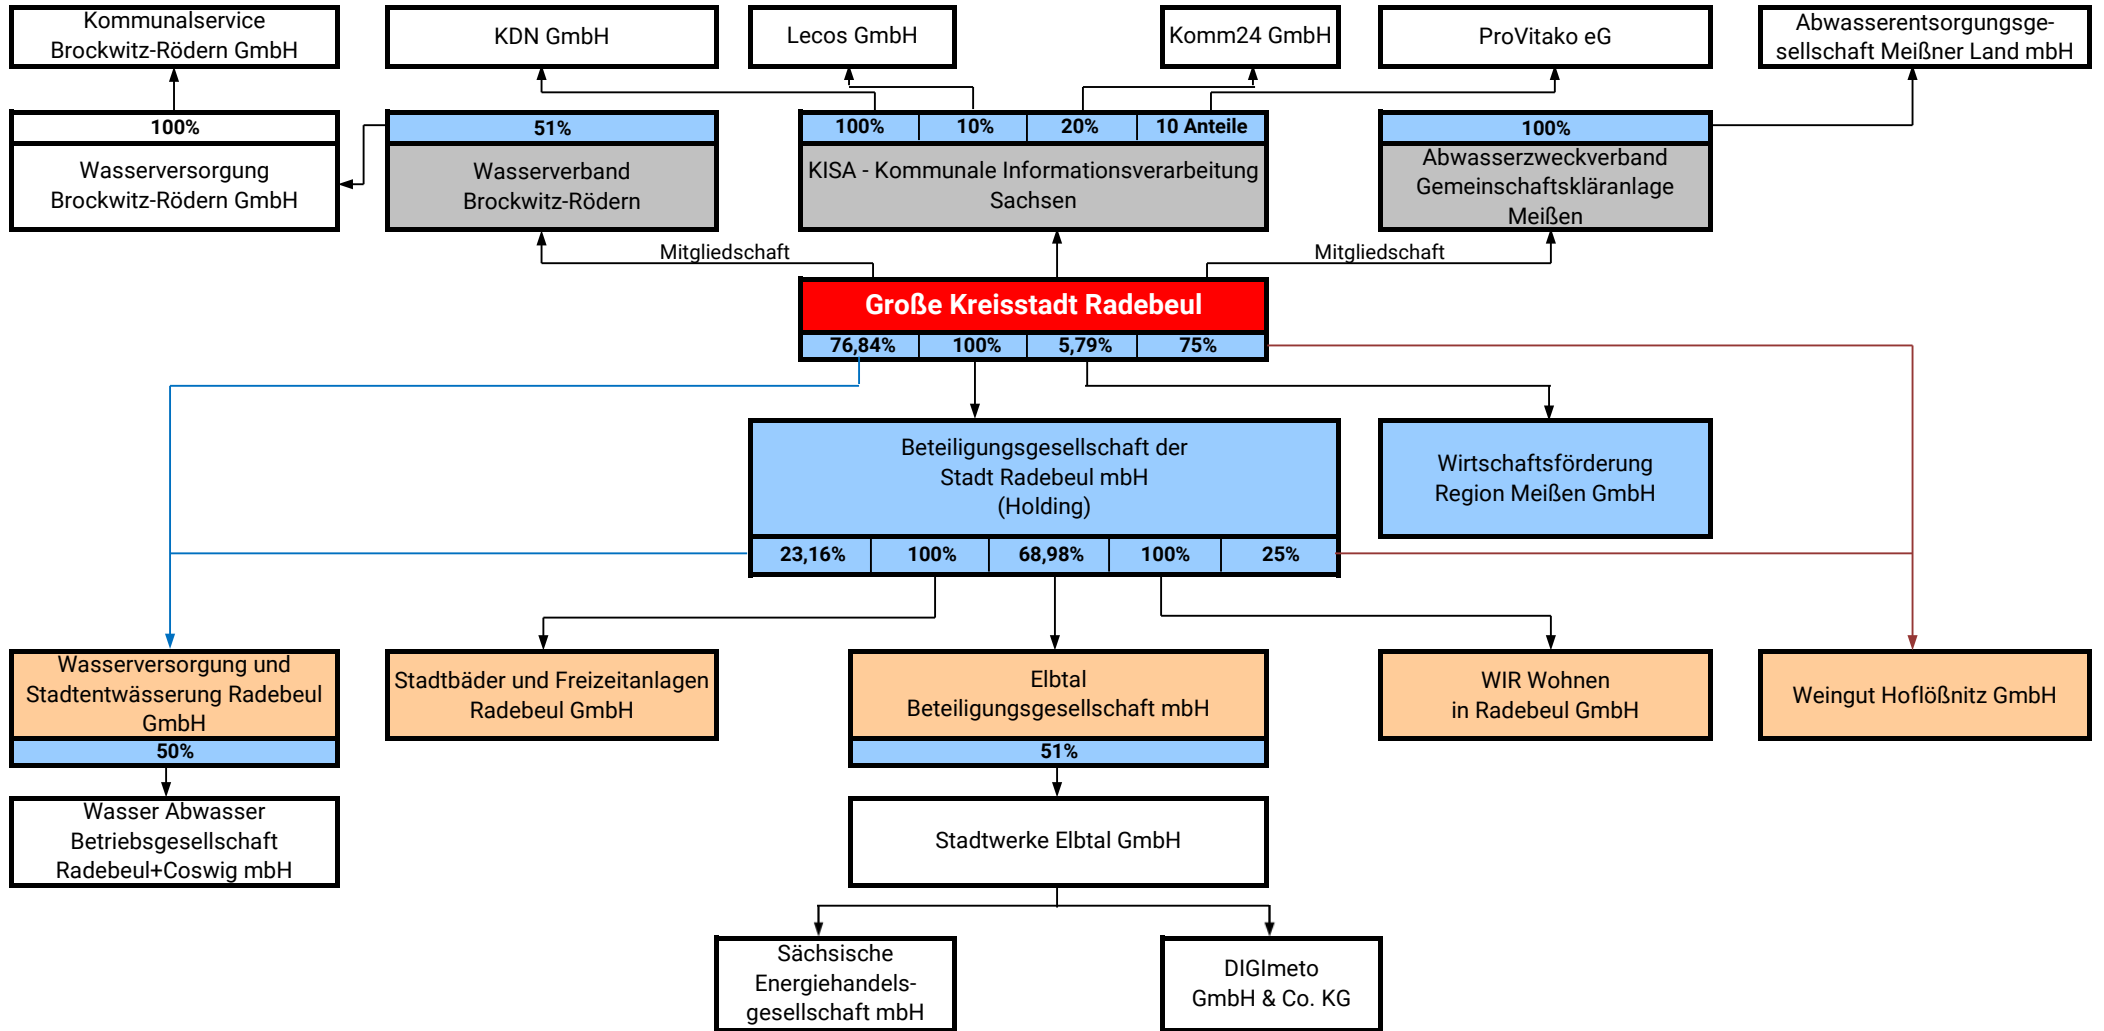 Kommunalservice
Brockwitz-Rödern GmbH
KDN GmbH
Lecos GmbH
Komm24 GmbH
ProVitako eG
Abwasserentsorgungsge-
sellschaft Meißner Land mbH
100%
Wasserversorgung
Brockwitz-Rödern GmbH
51%
Wasserverband
Brockwitz-Rödern
100% 10% 20% 10 Anteile
KISA - Kommunale Informationsverarbeitung
Sachsen
100%
Abwasserzweckverband
Gemeinschaftskläranlage
Meißen
Mitgliedschaft
Mitgliedschaft
Große Kreisstadt Radebeul
76,84% 100% 5,79% 75%
Beteiligungsgesellschaft der
Stadt Radebeul mbH
(Holding)
23,16% 100% 68,98% 100% 25%
Wirtschaftsförderung
Region Meißen GmbH
Wasserversorgung und
Stadtentwässerung Radebeul
GmbH
50%
Stadtbäder und Freizeitanlagen
Radebeul GmbH
Elbtal
Beteiligungsgesellschaft mbH
51%
WIR Wohnen
in Radebeul GmbH
Weingut Hoflößnitz GmbH
Wasser Abwasser
Betriebsgesellschaft
Radebeul+Coswig mbH
Stadtwerke Elbtal GmbH
Sächsische
Energiehandels-
gesellschaft mbH
DIGImeto
GmbH & Co. KG